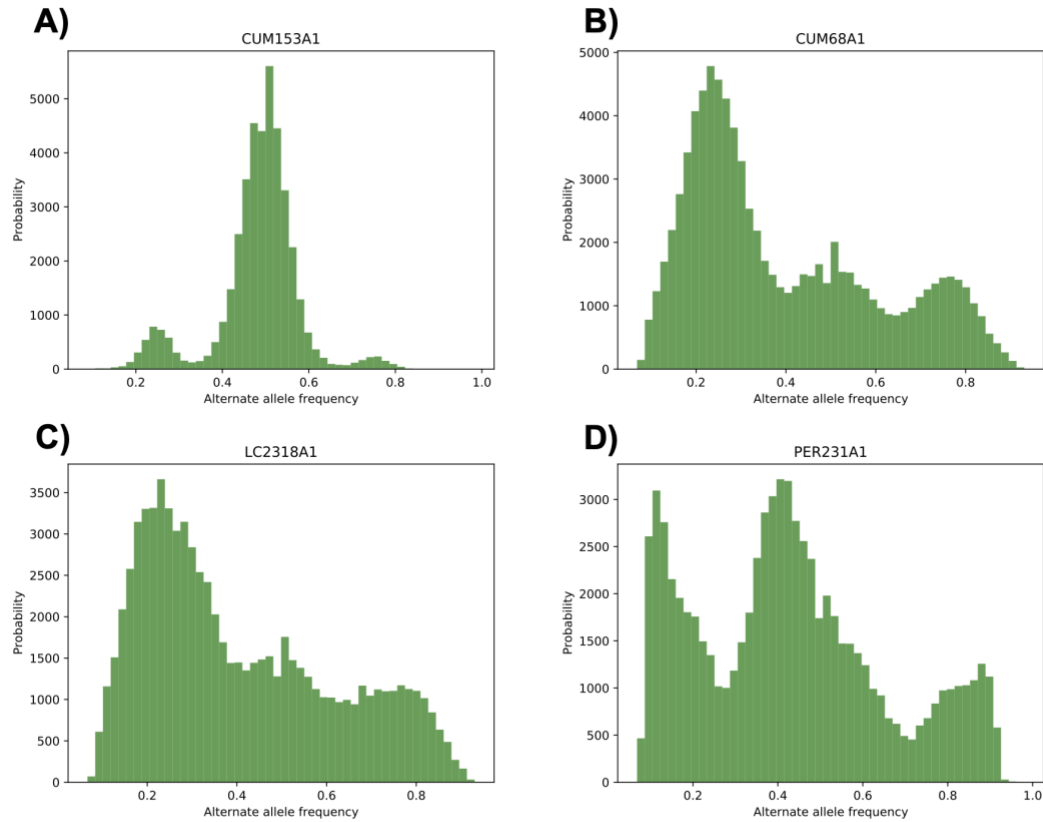 A)
CUM153A1
Probability
5000
4000
3000
2000
1000
0
0.2 0.4 0.6 0.8 1.0
Alternate allele frequency
B)
CUM68A1
Probability
5000
4000
3000
2000
1000
0
0.2 0.4 0.6 0.8
Alternate allele frequency
C)
LC2318A1
Probability
3500
3000
2500
2000
1500
1000
500
0
0.2 0.4 0.6 0.8
Alternate allele frequency
D)
PER231A1
Probability
3000
2500
2000
1500
1000
500
0
0.2 0.4 0.6 0.8 1.0
Alternate allele frequency